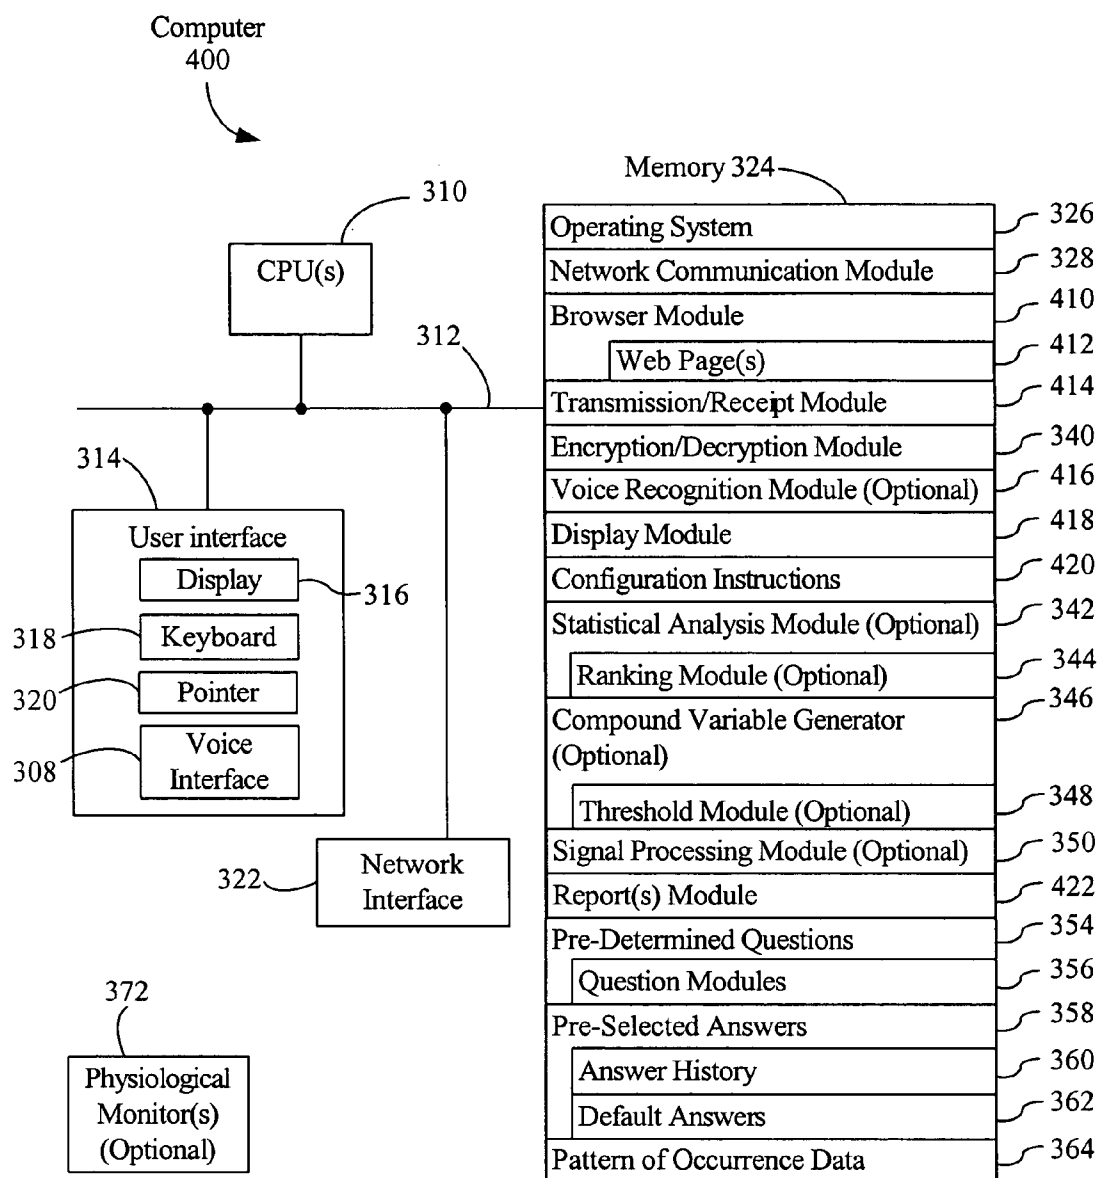 Computer
400
310
CPU(s)
312
314
User interface
Display
316
318
Keyboard
320
Pointer
308
Voice
Interface
322
Network
Interface
372
Physiological
Monitor(s)
(Optional)
Memory 324
Operating System
326
Network Communication Module
328
Browser Module
410
Web Page(s)
412
Transmission/Receipt Module
414
Encryption/Decryption Module
340
Voice Recognition Module (Optional)
416
Display Module
418
Configuration Instructions
420
Statistical Analysis Module (Optional)
342
Ranking Module (Optional)
344
Compound Variable Generator
(Optional)
346
Threshold Module (Optional)
348
Signal Processing Module (Optional)
350
Report(s) Module
422
Pre-Determined Questions
354
Question Modules
356
Pre-Selected Answers
358
Answer History
360
Default Answers
362
Pattern of Occurrence Data
364